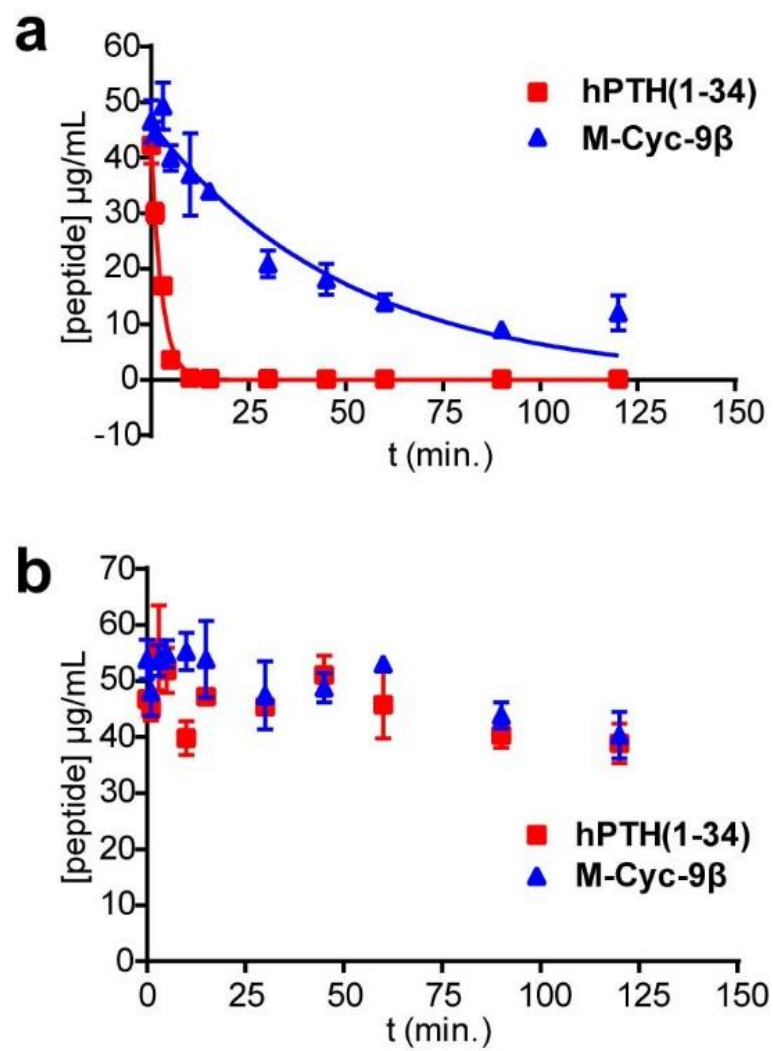 a
60
50
40
30
20
10
0
-10
[peptide] µg/mL
hPTH(1-34)
M-Cyc-9β
25 50 75 100 125 150
t (min.)
b
70
60
50
40
30
20
10
0
[peptide] µg/mL
hPTH(1-34)
M-Cyc-9β
0 25 50 75 100 125 150
t (min.)